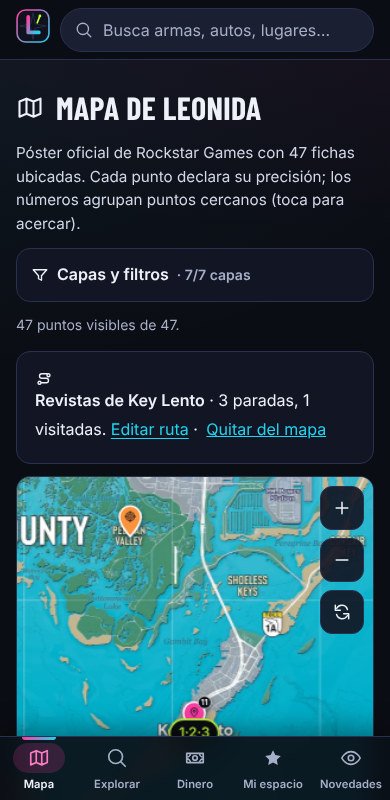 Busca armas, autos, lugares...
MAPA DE LEONIDA
Póster oficial de Rockstar Games con 47 fichas
ubicadas. Cada punto declara su precisión; los
números agrupan puntos cercanos (toca para
acercar).
Capas y filtros · 7/7 capas
47 puntos visibles de 47.
Revistas de Key Lento · 3 paradas, 1
visitadas. Editar ruta · Quitar del mapa
UNTY
VALLEY
SHOELESS
KEYS
1A
11
1·2·3
Mapa
Explorar
Dinero
Mi espacio
Novedades